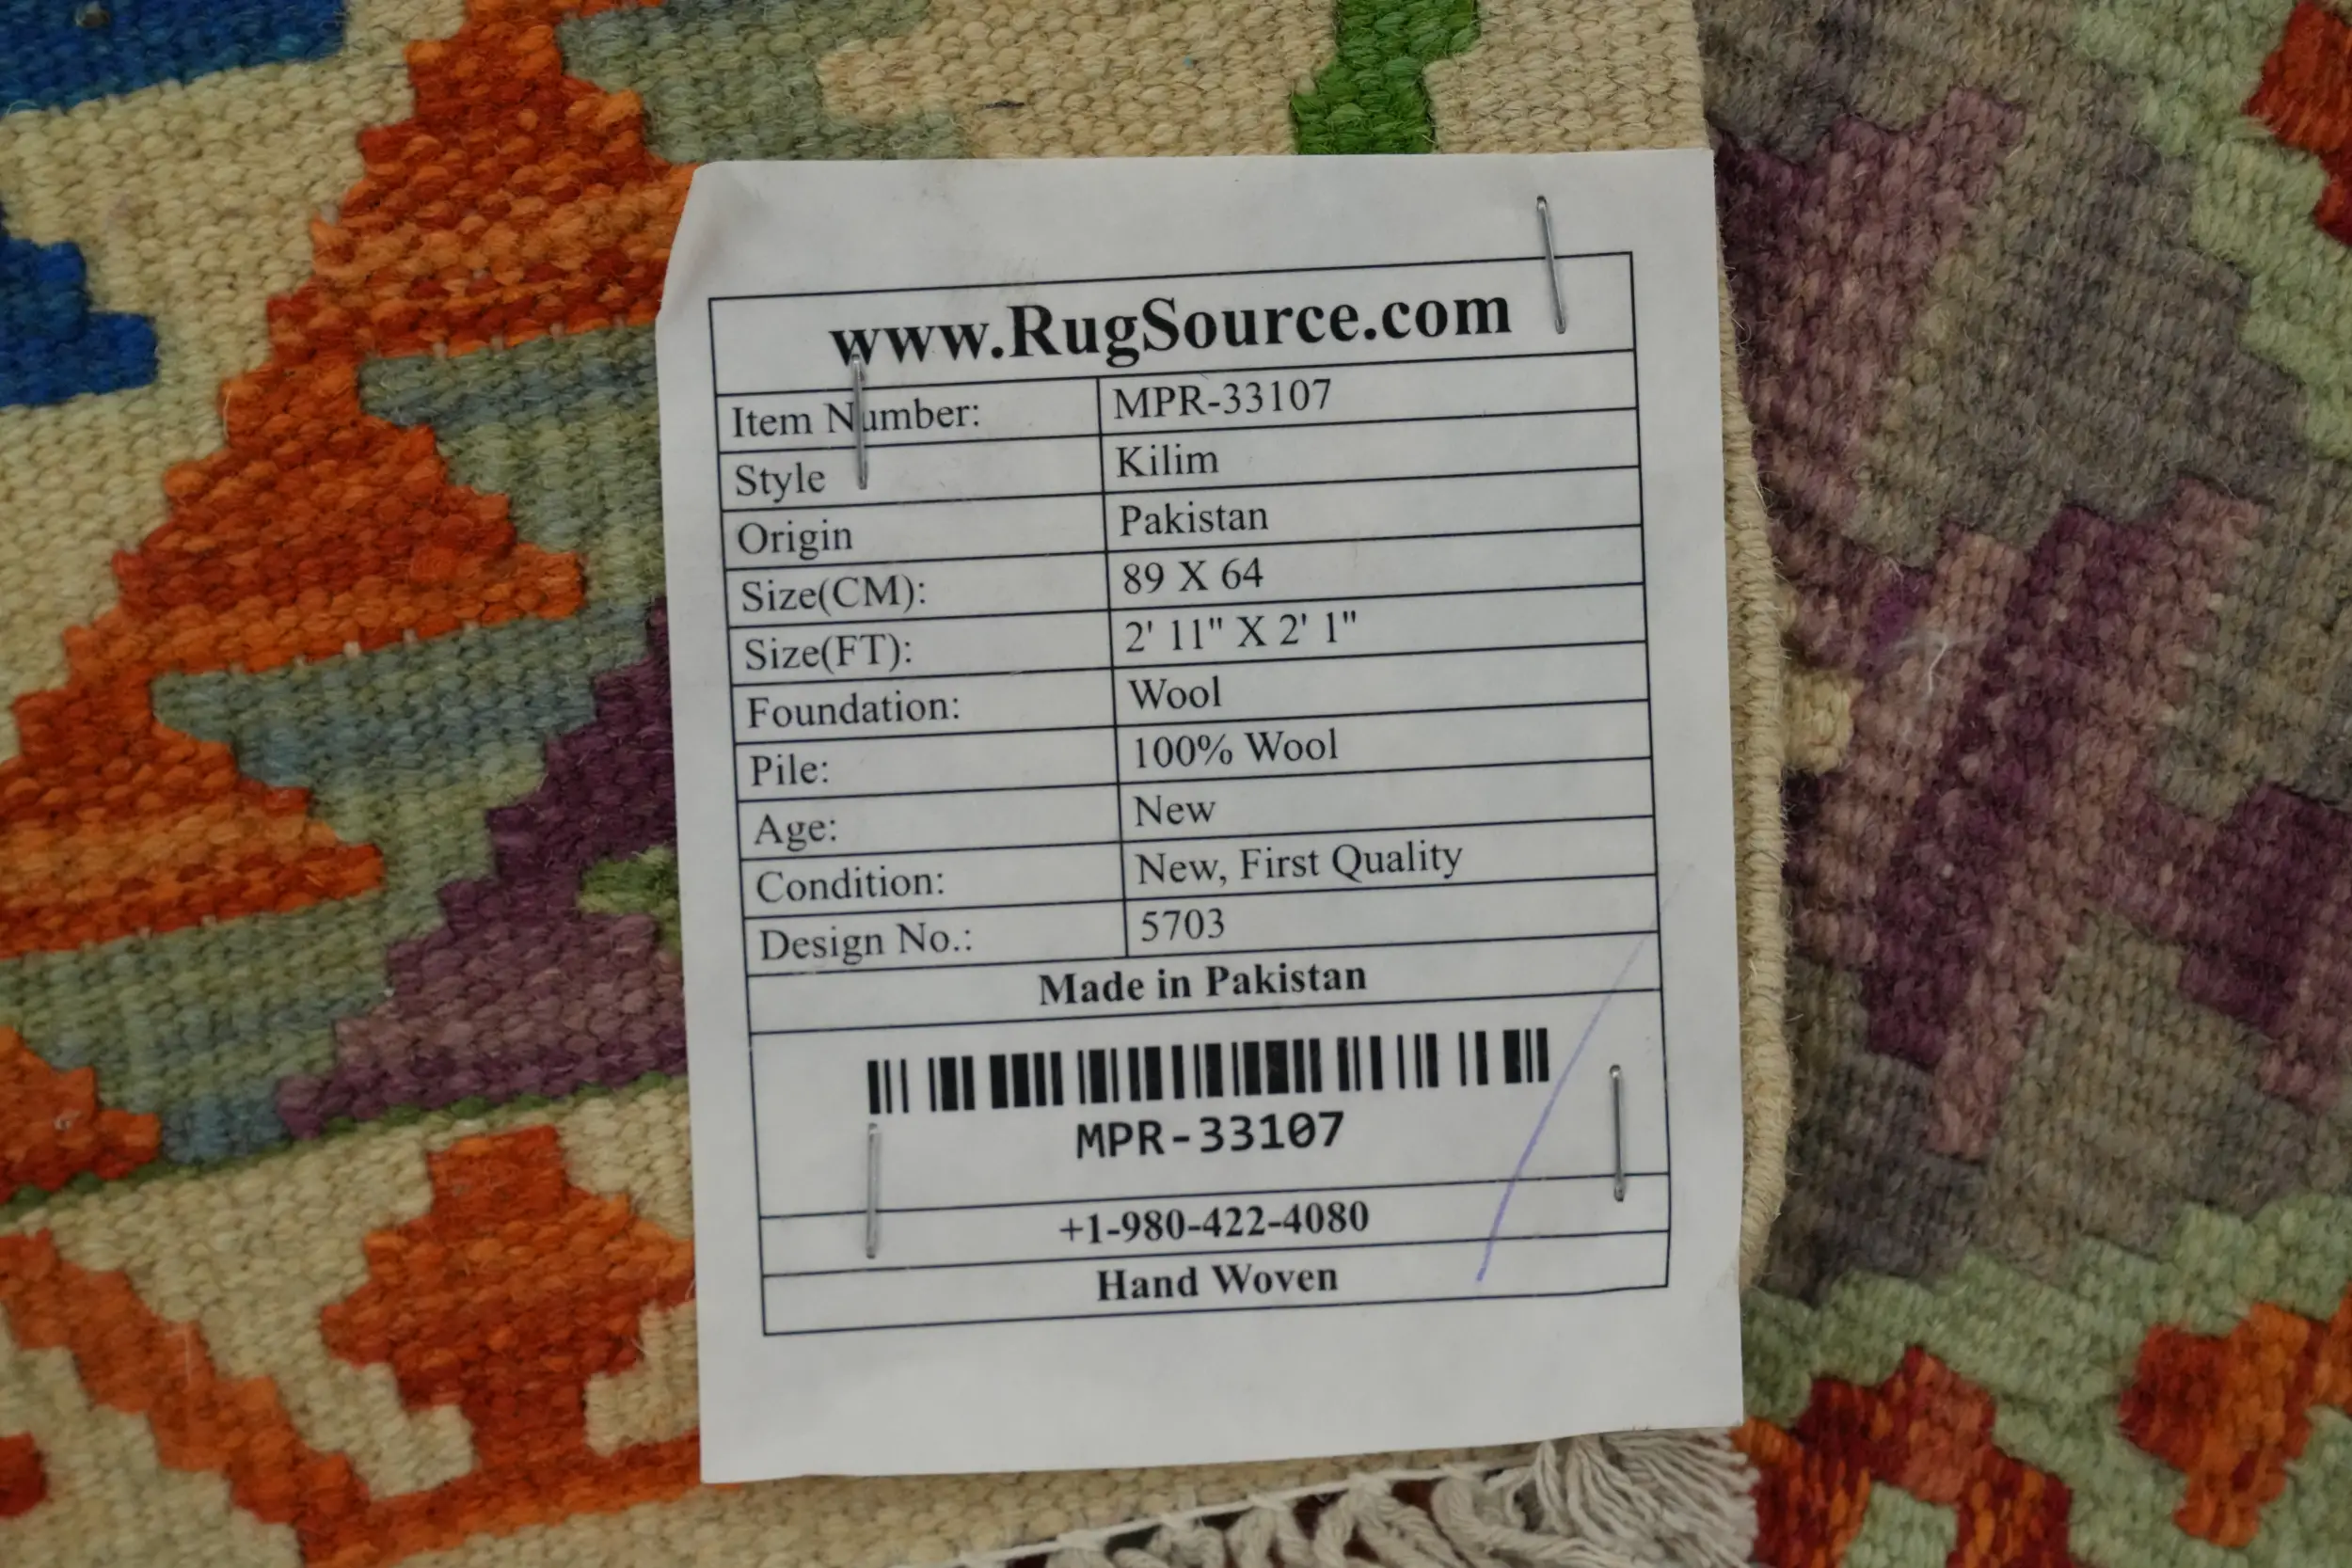 www.RugSource.com
Item Number: MPR-33107
Style Kilim
Origin Pakistan
Size(CM): 89 X 64
Size(FT): 2' 11" X 2' 1"
Foundation: Wool
Pile: 100% Wool
Age: New
Condition: New, First Quality
Design No.: 5703
Made in Pakistan
MPR-33107
+1-980-422-4080
Hand Woven